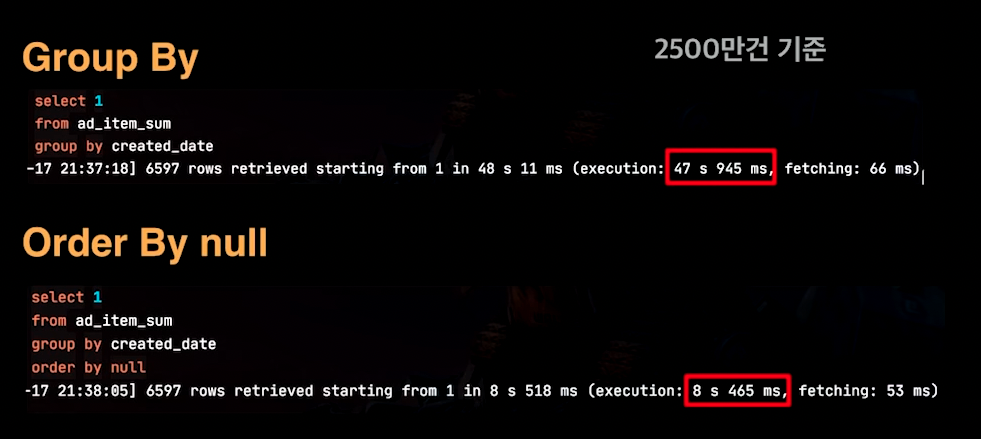 Group By
2500만건 기준
select 1
from ad_item_sum
group by created_date
-17 21:37:18] 6597 rows retrieved starting from 1 in 48 s 11 ms (execution: 47 s 945 ms, fetching: 66 ms)
Order By null
select 1
from ad_item_sum
group by created_date
order by null
-17 21:38:05] 6597 rows retrieved starting from 1 in 8 s 518 ms (execution: 8 s 465 ms, fetching: 53 ms)